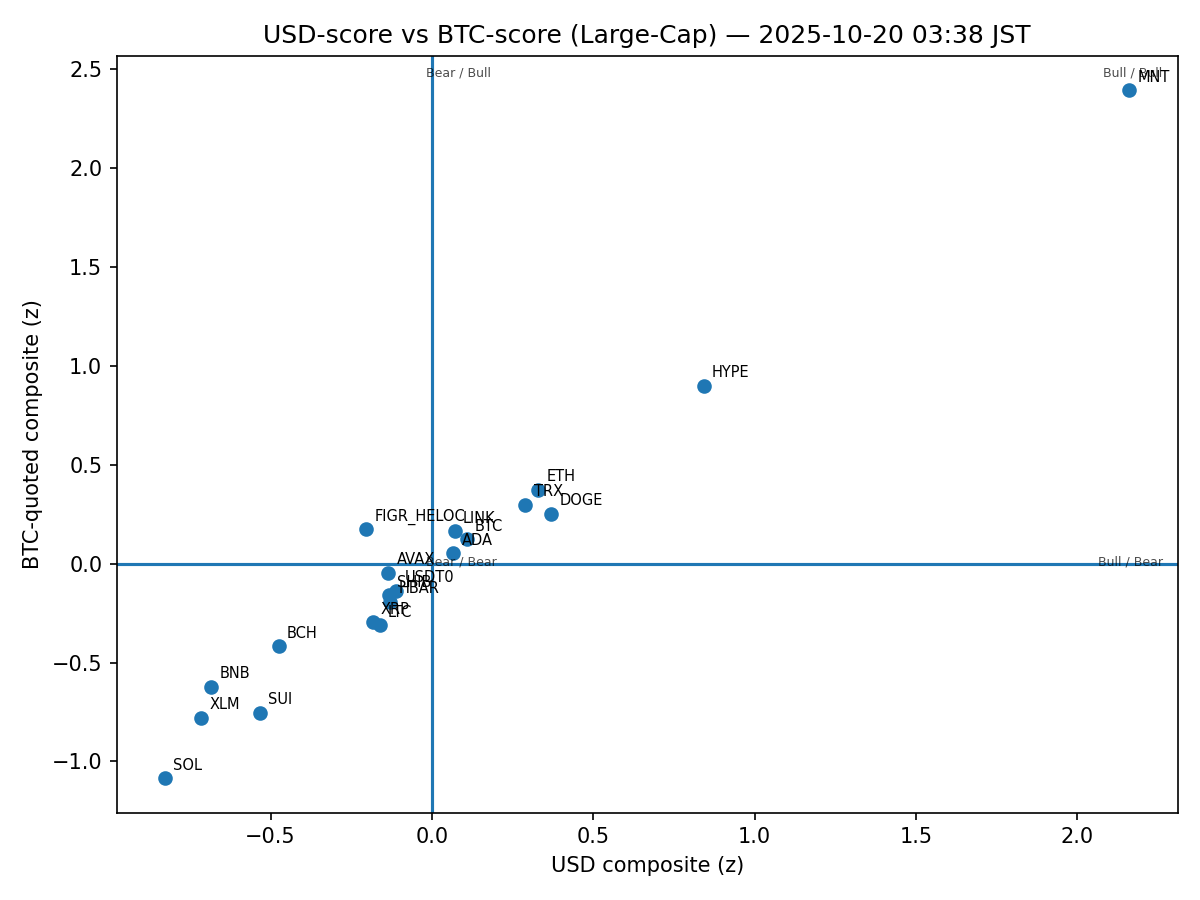 USD-score vs BTC-score (Large-Cap) — 2025-10-20 03:38 JST
BTC-quoted composite (z)
2.5
2.0
1.5
1.0
0.5
0.0
−0.5
−1.0
Bear / Bull
Bull / Bull
MNT
HYPE
ETH
TRX
DOGE
FIGR_HELOC
LINK
BTC
ADA
AVAX
Bear / Bear
Bull / Bear
USDT0
SHIB
HBAR
XRP
LTC
BCH
BNB
SUI
XLM
SOL
−0.5
0.0
0.5
1.0
1.5
2.0
USD composite (z)